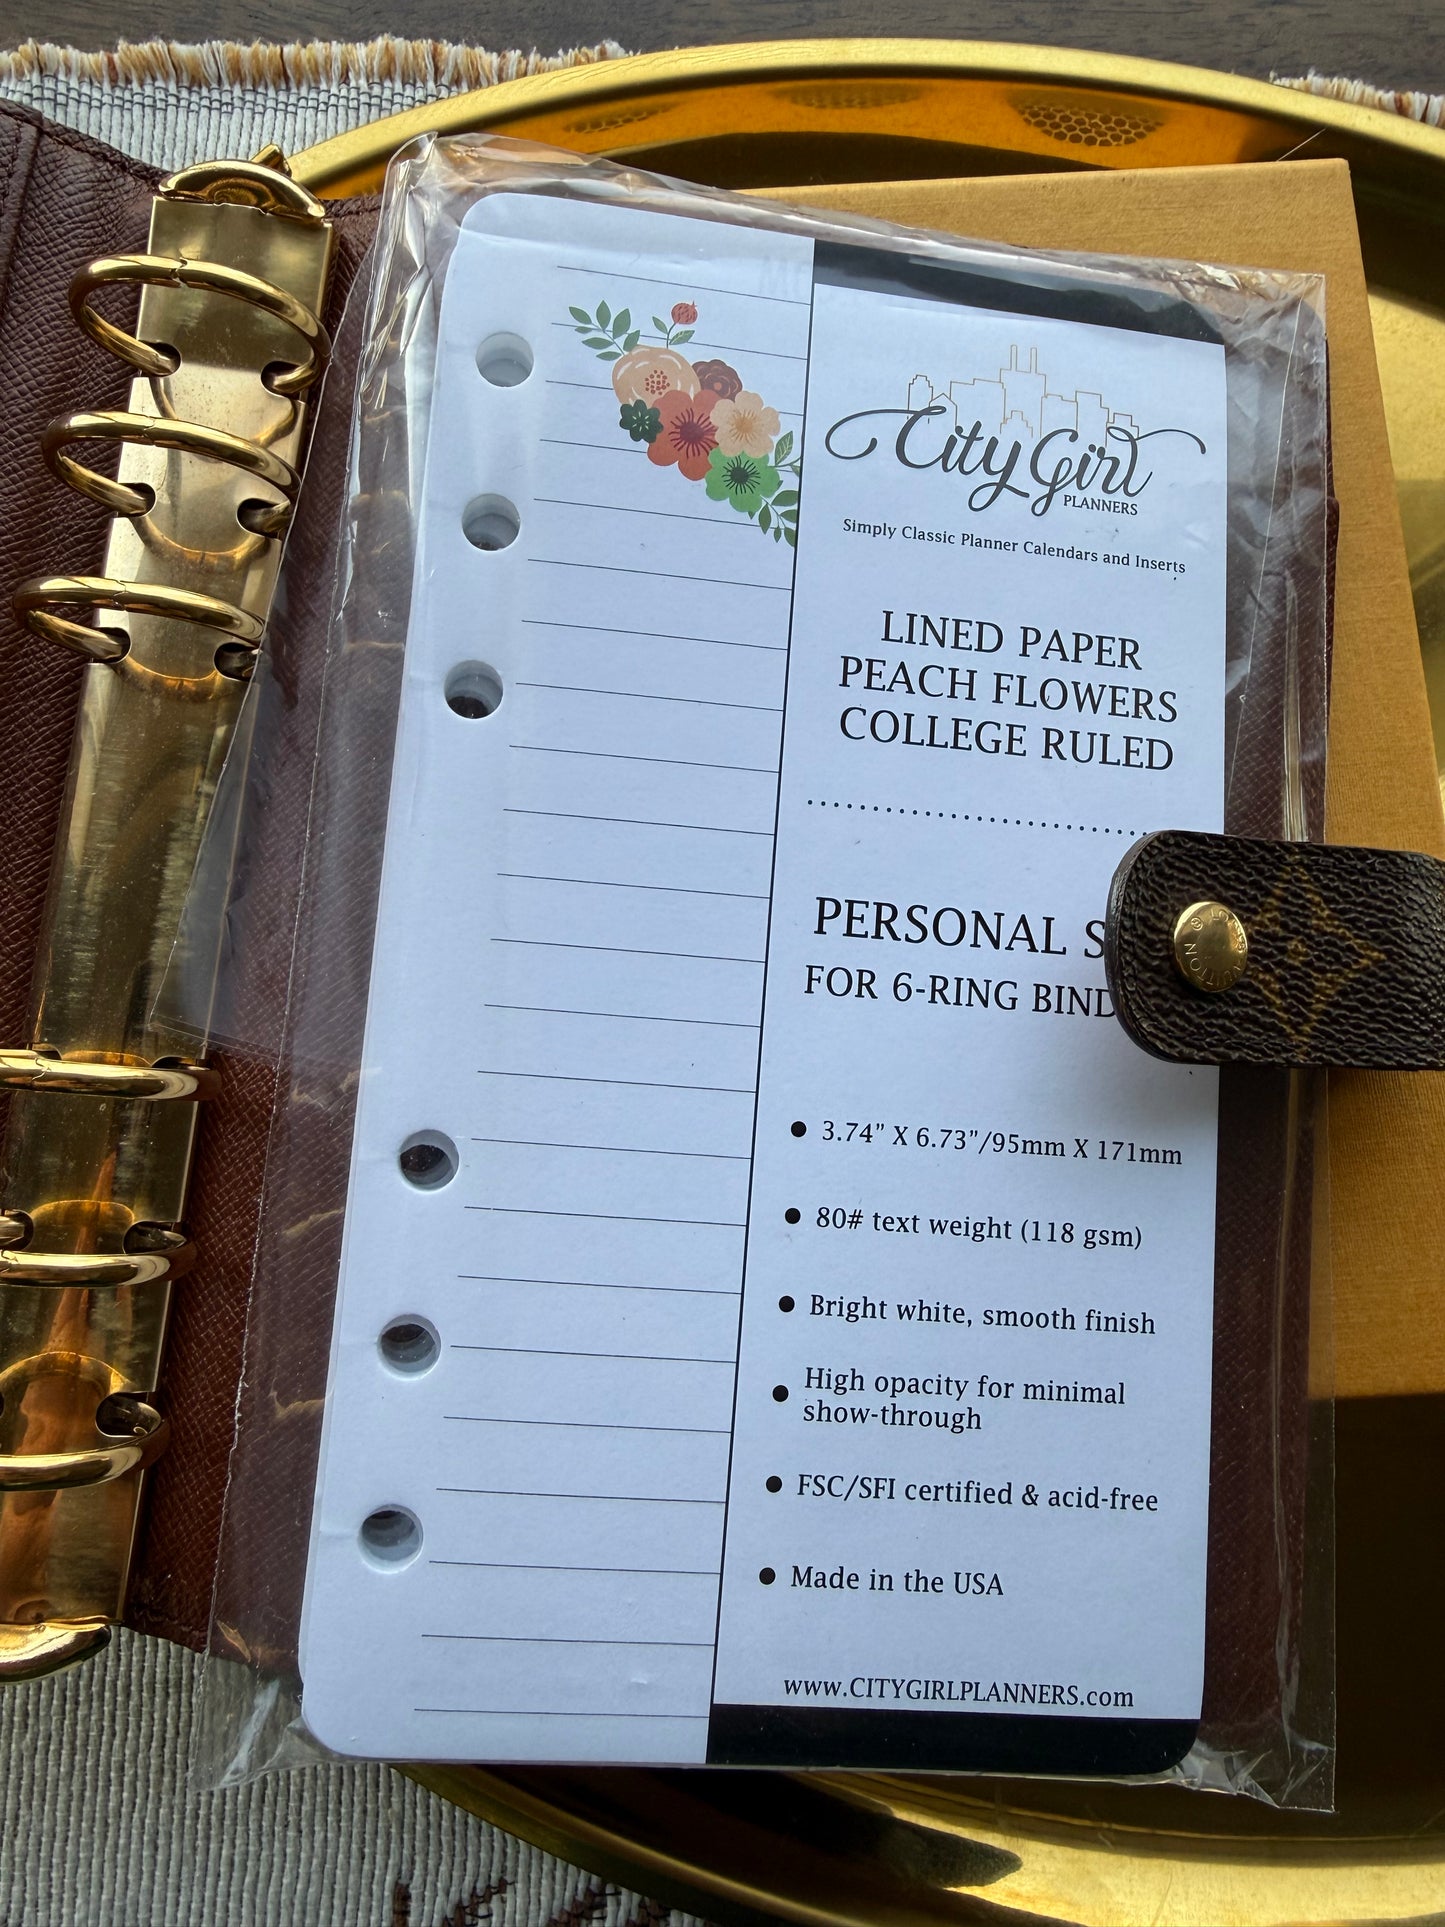 City Girl
PLANNERS
Simply Classic Planner Calendars and Inserts
LINED PAPER
PEACH FLOWERS
COLLEGE RULED
PERSONAL S
FOR 6-RING BIND
3.74” X 6.73”/95mm X 171mm
80# text weight (118 gsm)
Bright white, smooth finish
High opacity for minimal
show-through
FSC/SFI certified & acid-free
Made in the USA
www.CITYGIRLPLANNERS.com
LOUIS VUITTON ®